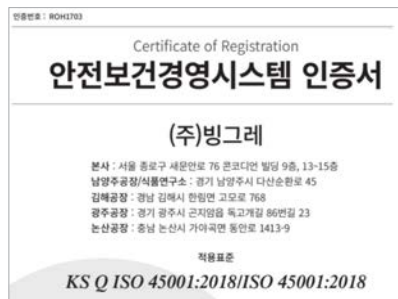 인증번호 : ROH1703
Certificate of Registration
안전보건경영시스템 인증서
(주)빙그레
본사 : 서울 종로구 새문안로 76 콘코디언 빌딩 9층, 13-15층
남양주공장/식품연구소 : 경기 남양주시 다산순환로 45
김해공장 : 경남 김해시 한림면 고모로 768
광주공장 : 경기 광주시 곤지암읍 독고개길 86번길 23
논산공장 : 충남 논산시 가야곡면 동안로 1413-9
적용표준
KS Q ISO 45001:2018/ISO 45001:2018